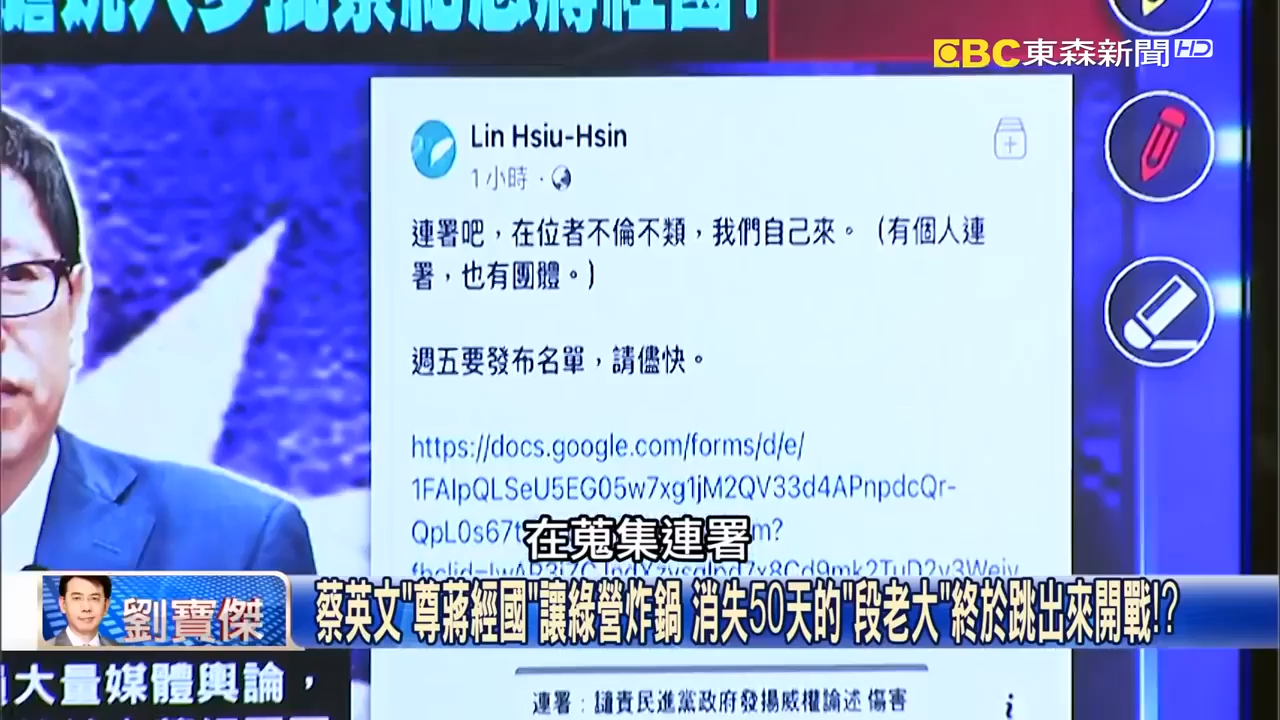 EBC東森新聞HD
Lin Hsiu-Hsin
1小時
連署吧，在位者不倫不類，我們自己來。（有個人連
署，也有團體。）
週五要發布名單，請儘快。
https://docs.google.com/forms/d/e/
1FAIpQLSeU5EG05w7xg1jM2QV33d4APnpdcQr-
QpL0s67t
m?
在蒐集連署
劉寶傑
蔡英文"尊蔣經國"讓綠營炸鍋 消失50天的"段老大"終於跳出來開戰!?
大量媒體輿論，
連署：譴責民進黨政府發揚威權論述 傷害